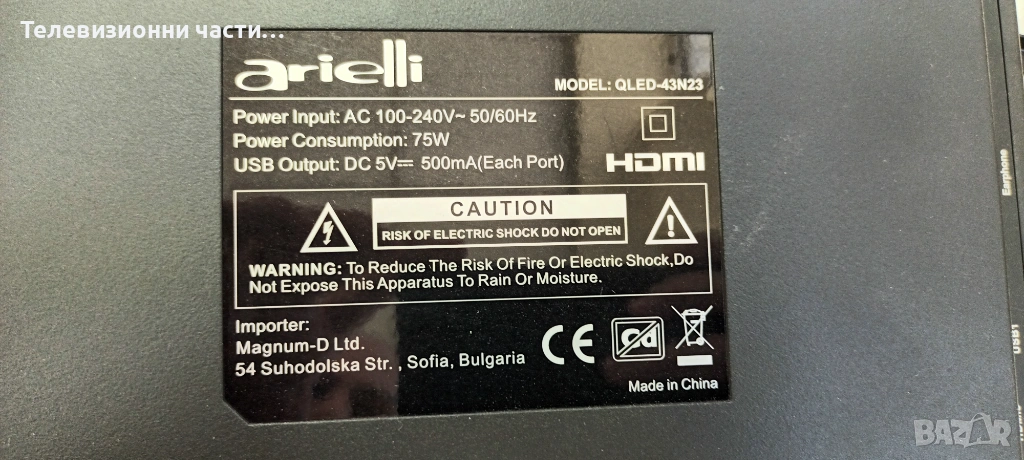 Телевизионни части...
arielli
MODEL: QLED-43N23
Power Input: AC 100-240V~ 50/60Hz
Power Consumption: 75W
USB Output: DC 5V⎓ 500mA(Each Port)
HDMI
CAUTION
RISK OF ELECTRIC SHOCK DO NOT OPEN
WARNING: To Reduce The Risk Of Fire Or Electric Shock,Do
Not Expose This Apparatus To Rain Or Moisture.
Importer:
Magnum-D Ltd.
54 Suhodolska Str. , Sofia, Bulgaria
CE
Cd
Made in China
Earphone
USB1
BAZAR